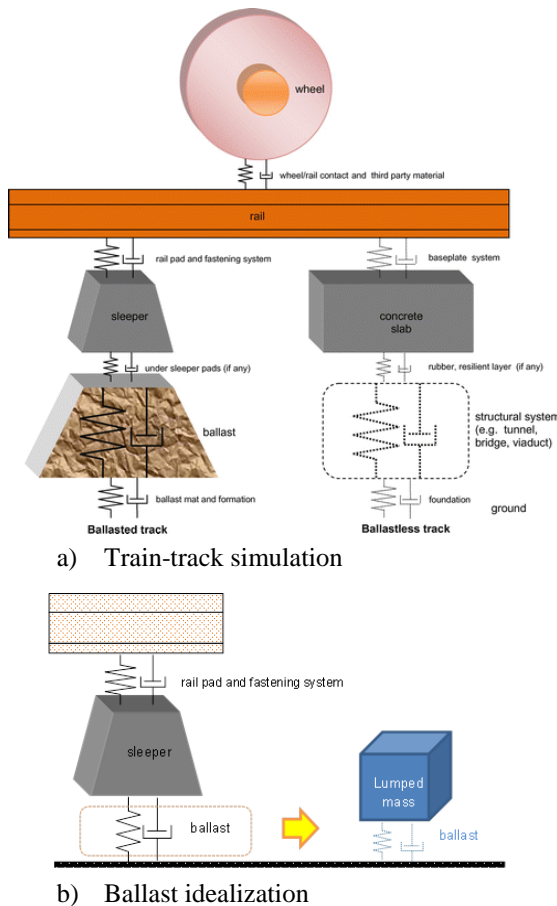 wheel
wheel/rail contact and third party material
rail
rail pad and fastening system
baseplate system
sleeper
concrete
slab
under sleeper pads (if any)
rubber, resilient layer (if any)
ballast
structural system
(e.g. tunnel,
bridge, viaduct)
ballast mat and formation
foundation
ground
Ballasted track
Ballastless track
a) Train-track simulation
rail pad and fastening system
sleeper
Lumped
mass
ballast
ballast
b) Ballast idealization